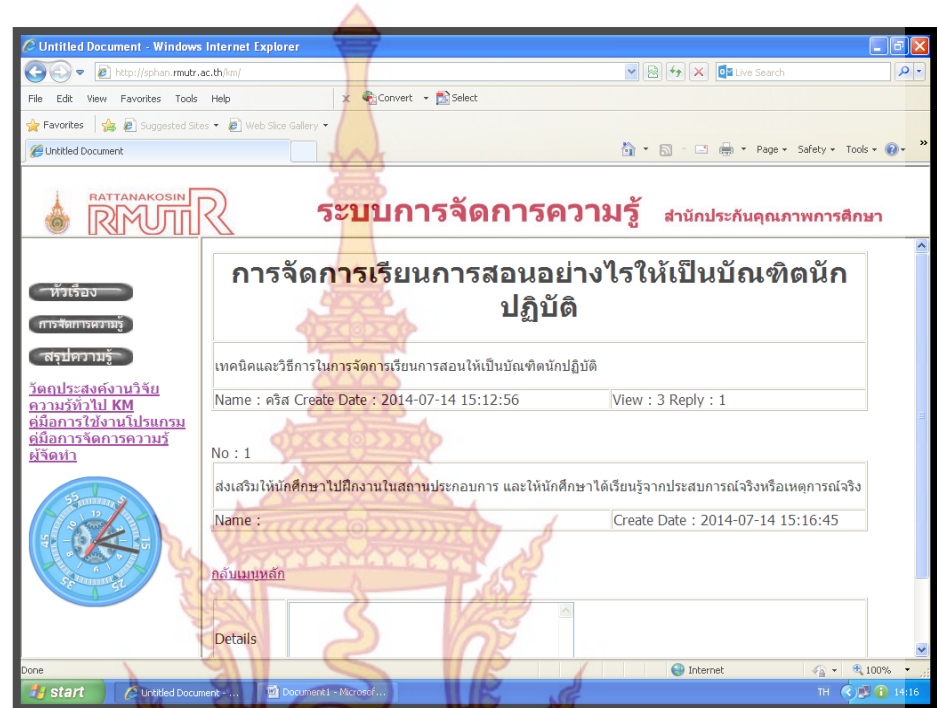 Untitled Document - Windows Internet Explorer
http://sphan.rmutr.ac.th/km/
Live Search
File Edit View Favorites Tools Help
x Convert Select
Favorites Suggested Sites Web Slice Gallery
Untitled Document
Page Safety Tools
RATTANAKOSIN
RMUTR
ระบบการจัดการความรู้ สำนักประกันคุณภาพการศึกษา
หัวเรื่อง
การจัดการความรู้
สรุปความรู้
วัตถุประสงค์งานวิจัย
ความรู้ทั่วไป KM
คู่มือการใช้งานโปรแกรม
คู่มือการจัดการความรู้
ผู้จัดทำ
การจัดการเรียนการสอนอย่างไรให้เป็นบัณฑิตนัก
ปฏิบัติ
เทคนิคและวิธีการในการจัดการเรียนการสอนให้เป็นบัณฑิตนักปฏิบัติ
Name : คริส Create Date : 2014-07-14 15:12:56 View : 3 Reply : 1
No : 1
ส่งเสริมให้นักศึกษาไปฝึกงานในสถานประกอบการ และให้นักศึกษาได้เรียนรู้จากประสบการณ์จริงหรือเหตุการณ์จริง
Name : Create Date : 2014-07-14 15:16:45
กลับเมนูหลัก
Details
Done Internet 100%
start Untitled Docum... Document1 - Microsof... TH 14:16